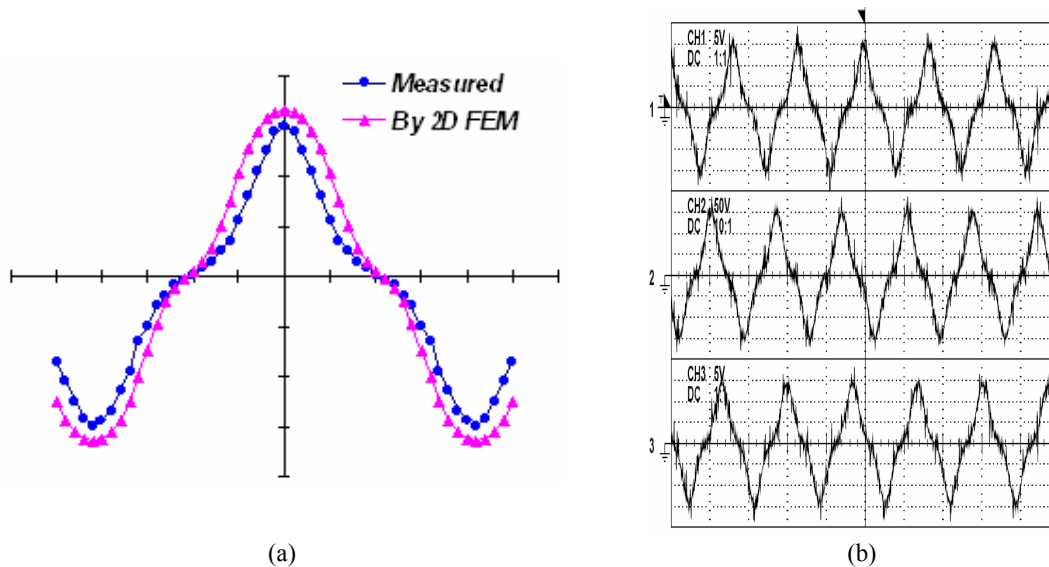 Measured
By 2D FEM
(a)
CH1 5V
DC 1:1
1
CH2 50V
DC 10:1
2
CH3 5V
DC
3
(b)